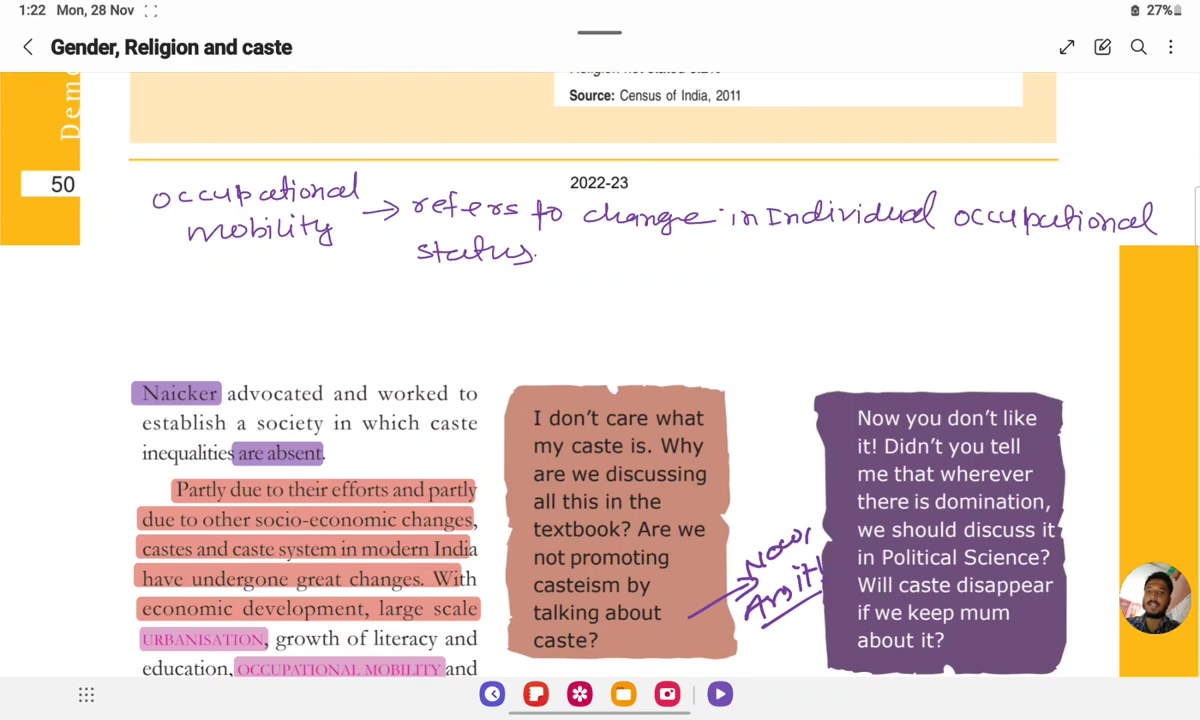 1:22 Mon, 28 Nov
27%
Gender, Religion and caste
Dem
Source: Census of India, 2011
50
2022-23
occupational
mobility → refers to change in Individual occupational
status.
Naicker advocated and worked to
establish a society in which caste
inequalities are absent.
Partly due to their efforts and partly
due to other socio-economic changes,
castes and caste system in modern India
have undergone great changes. With
economic development, large scale
URBANISATION, growth of literacy and
education, OCCUPATIONAL MOBILITY and
I don't care what
my caste is. Why
are we discussing
all this in the
textbook? Are we
not promoting
casteism by
talking about
caste?
Now you don't like
it! Didn't you tell
me that wherever
there is domination,
we should discuss it
in Political Science?
Will caste disappear
if we keep mum
about it?